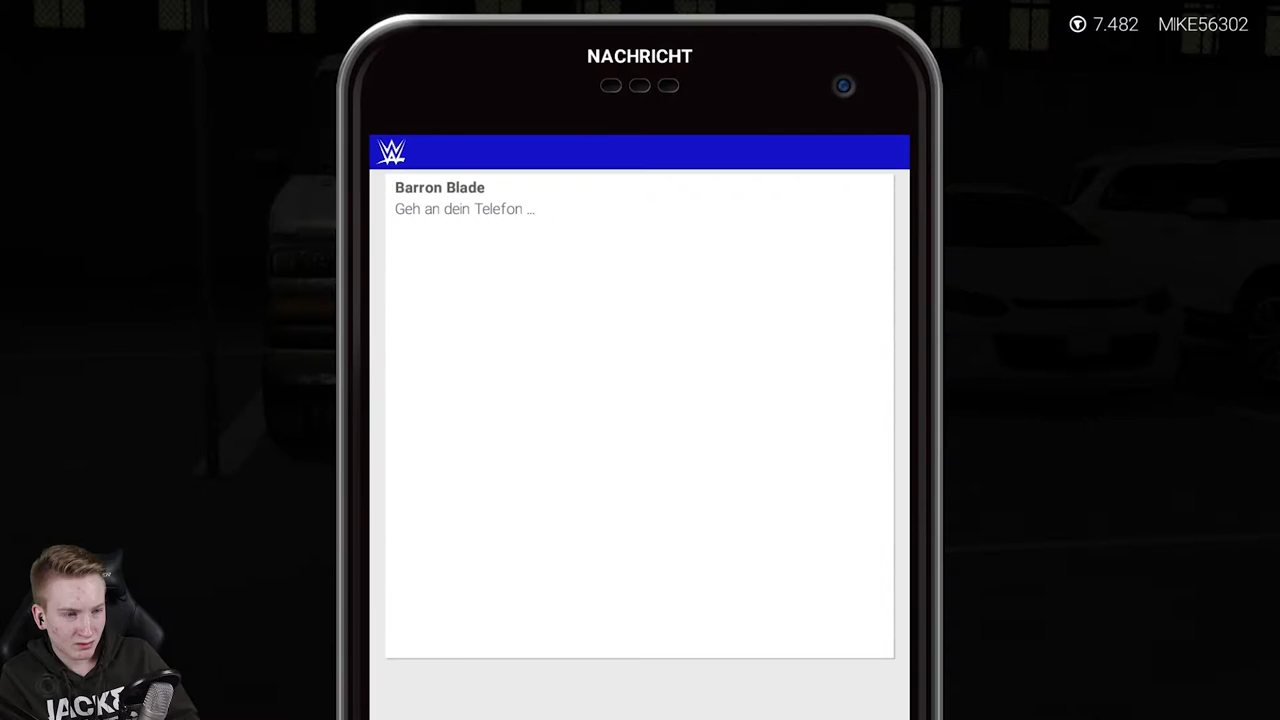 7.482 MIKE56302
NACHRICHT
Barron Blade
Geh an dein Telefon ...